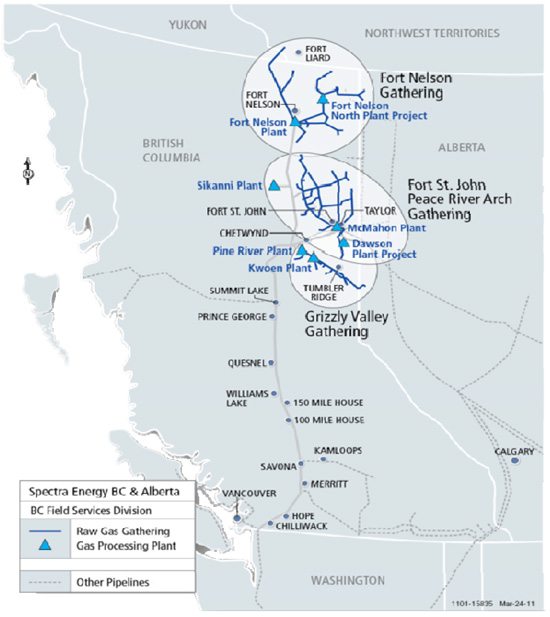 YUKON
NORTHWEST TERRITORIES
FORT
LIARD
Fort Nelson
Gathering
FORT
NELSON
Fort Nelson
North Plant Project
Fort Nelson
Plant
BRITISH
COLUMBIA
ALBERTA
N
Sikanni Plant
Fort St. John
Peace River Arch
Gathering
FORT ST. JOHN
TAYLOR
McMahon Plant
CHETWYND
Dawson
Plant Project
Pine River Plant
Kwoen Plant
TUMBLER
RIDGE
SUMMIT LAKE
Grizzly Valley
Gathering
PRINCE GEORGE
QUESNEL
WILLIAMS
LAKE
150 MILE HOUSE
100 MILE HOUSE
KAMLOOPS
CALGARY
SAVONA
MERRITT
Spectra Energy BC & Alberta
BC Field Services Division
Raw Gas Gathering
Gas Processing Plant
Other Pipelines
VANCOUVER
HOPE
CHILLIWACK
WASHINGTON
1101-15835 Mar-24-11